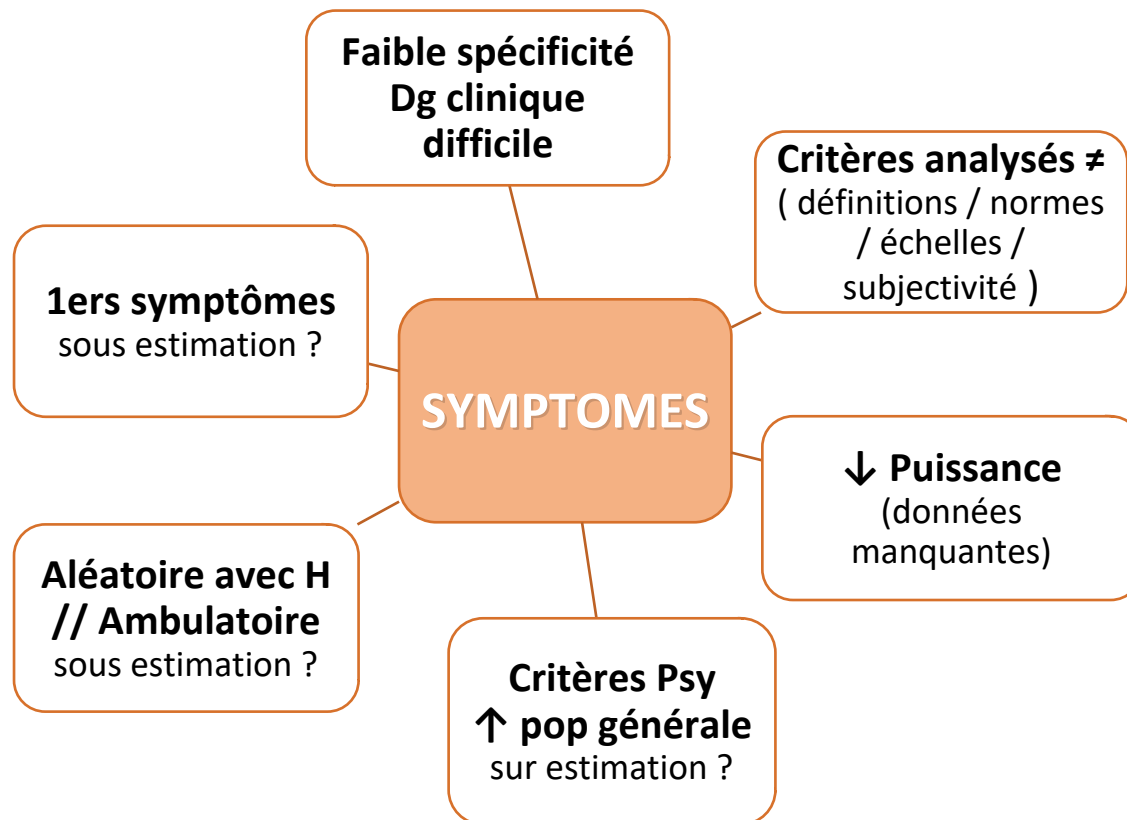 Faible spécificité
Dg clinique
difficile
Critères analysés ≠
( définitions / normes
/ échelles /
subjectivité )
1ers symptômes
sous estimation ?
SYMPTOMES
↓ Puissance
(données
manquantes)
Aléatoire avec H
// Ambulatoire
sous estimation ?
Critères Psy
↑ pop générale
sur estimation ?